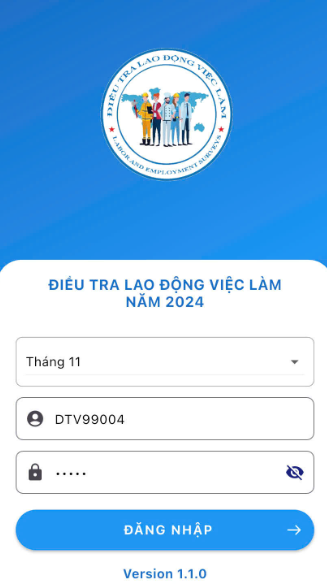 ĐIỀU TRA LAO ĐỘNG VIỆC LÀM
LABOR AND EMPLOYMENT SURVEYS
ĐIỀU TRA LAO ĐỘNG VIỆC LÀM
NĂM 2024
Tháng 11
DTV99004
•••••
ĐĂNG NHẬP
Version 1.1.0